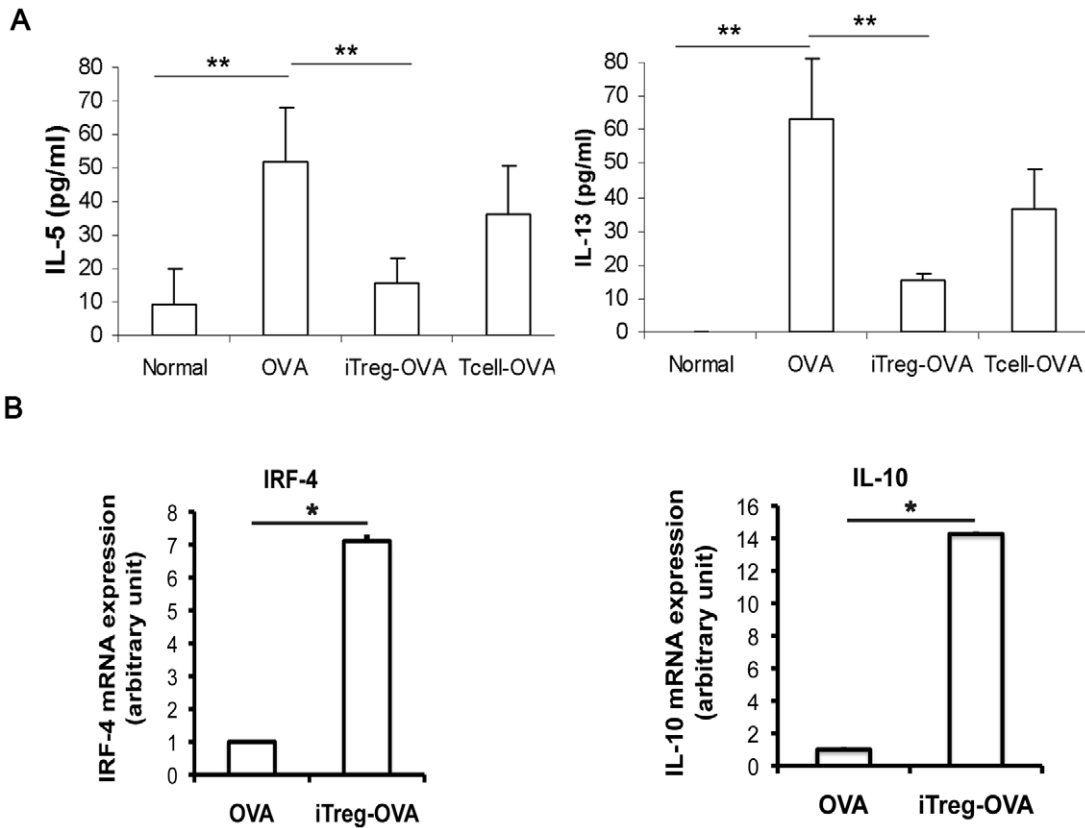 A
** **
80
70
60
50
40
30
20
10
0
IL-5 (pg/ml)
Normal OVA iTreg-OVA Tcell-OVA
** **
80
70
60
50
40
30
20
10
0
IL-13 (pg/ml)
Normal OVA iTreg-OVA Tcell-OVA
B
IRF-4
*
8
7
6
5
4
3
2
1
0
IRF-4 mRNA expression
(arbitrary unit)
OVA iTreg-OVA
IL-10
*
16
14
12
10
8
6
4
2
0
IL-10 mRNA expression
(arbitrary unit)
OVA iTreg-OVA